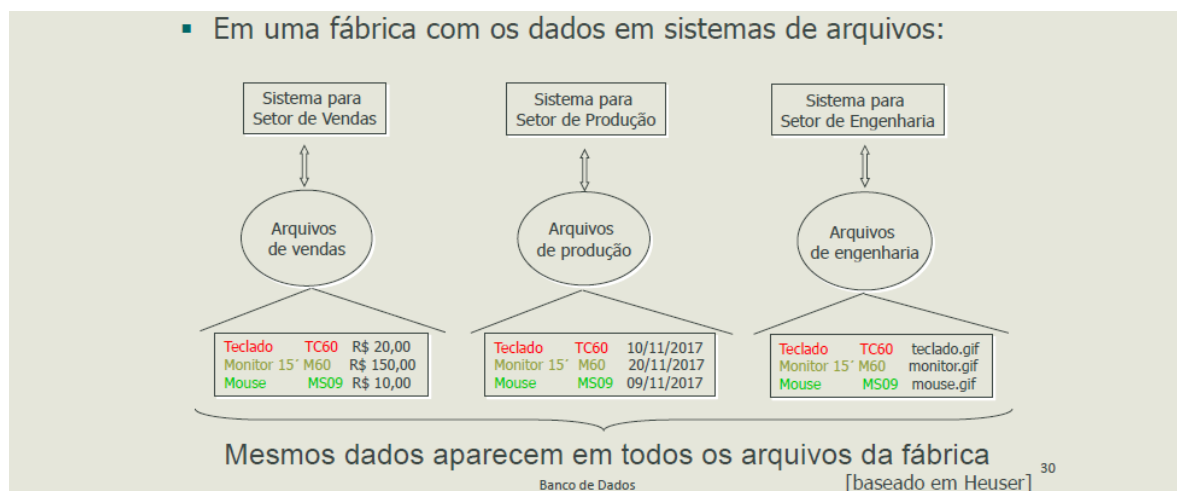 ▪ Em uma fábrica com os dados em sistemas de arquivos:
Sistema para
Setor de Vendas
Sistema para
Setor de Produção
Sistema para
Setor de Engenharia
Arquivos
de vendas
Arquivos
de produção
Arquivos
de engenharia
Teclado TC60 R$ 20,00
Monitor 15´ M60 R$ 150,00
Mouse MS09 R$ 10,00
Teclado TC60 10/11/2017
Monitor 15´ M60 20/11/2017
Mouse MS09 09/11/2017
Teclado TC60 teclado.gif
Monitor 15´ M60 monitor.gif
Mouse MS09 mouse.gif
Mesmos dados aparecem em todos os arquivos da fábrica
30
Banco de Dados
[baseado em Heuser]